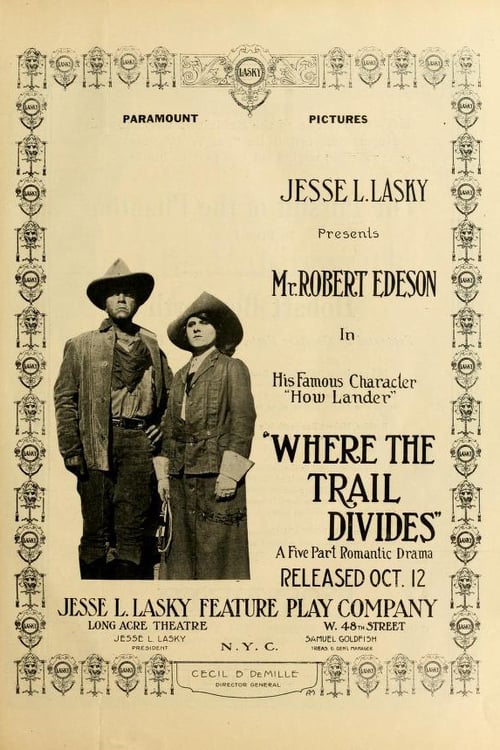 LASKY
PARAMOUNT PICTURES
JESSE L. LASKY
Presents
Mr. ROBERT EDESON
In
His Famous Character
"How Lander"
"WHERE THE
TRAIL
DIVIDES"
A Five Part Romantic Drama
RELEASED OCT. 12
JESSE L. LASKY FEATURE PLAY COMPANY
LONG ACRE THEATRE W. 48TH STREET
JESSE L LASKY SAMUEL GOLDFISH
PRESIDENT N.Y.C. TREAS. & GENL MANAGER
CECIL B DEMILLE
DIRECTOR GENERAL